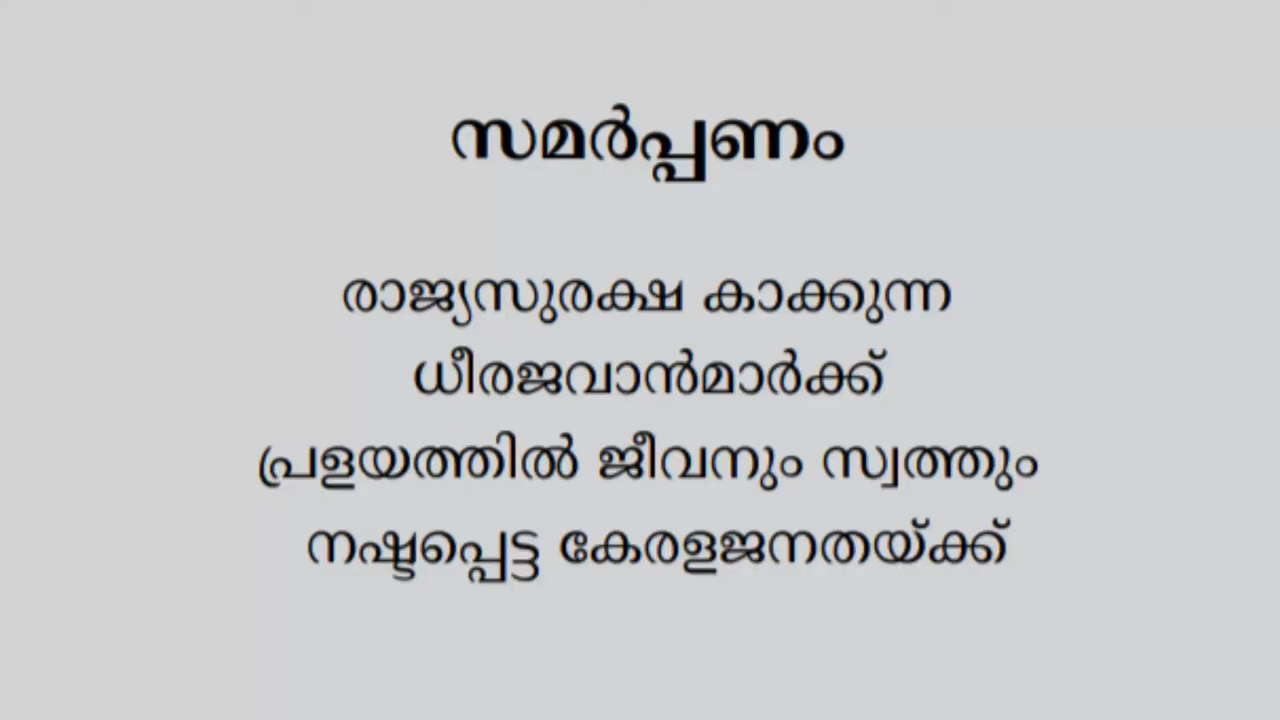 സമർപ്പണം
രാജ്യസുരക്ഷ കാക്കുന്ന
ധീരജവാൻമാർക്ക്
പ്രളയത്തിൽ ജീവനും സ്വത്തും
നഷ്ടപ്പെട്ട കേരളജനതയ്ക്ക്